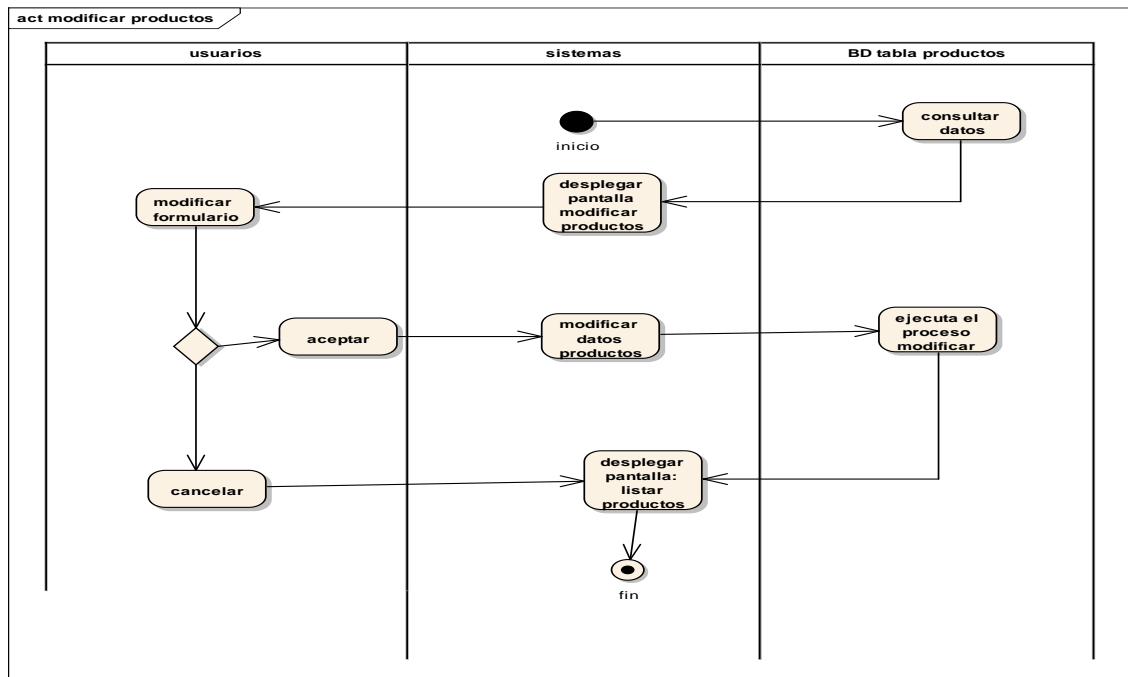 act modificar productos
usuarios
sistemas
BD tabla productos
inicio
consultar
datos
desplegar
pantalla
modificar
productos
modificar
formulario
aceptar
modificar
datos
productos
ejecuta el
proceso
modificar
cancelar
desplegar
pantalla:
listar
productos
fin